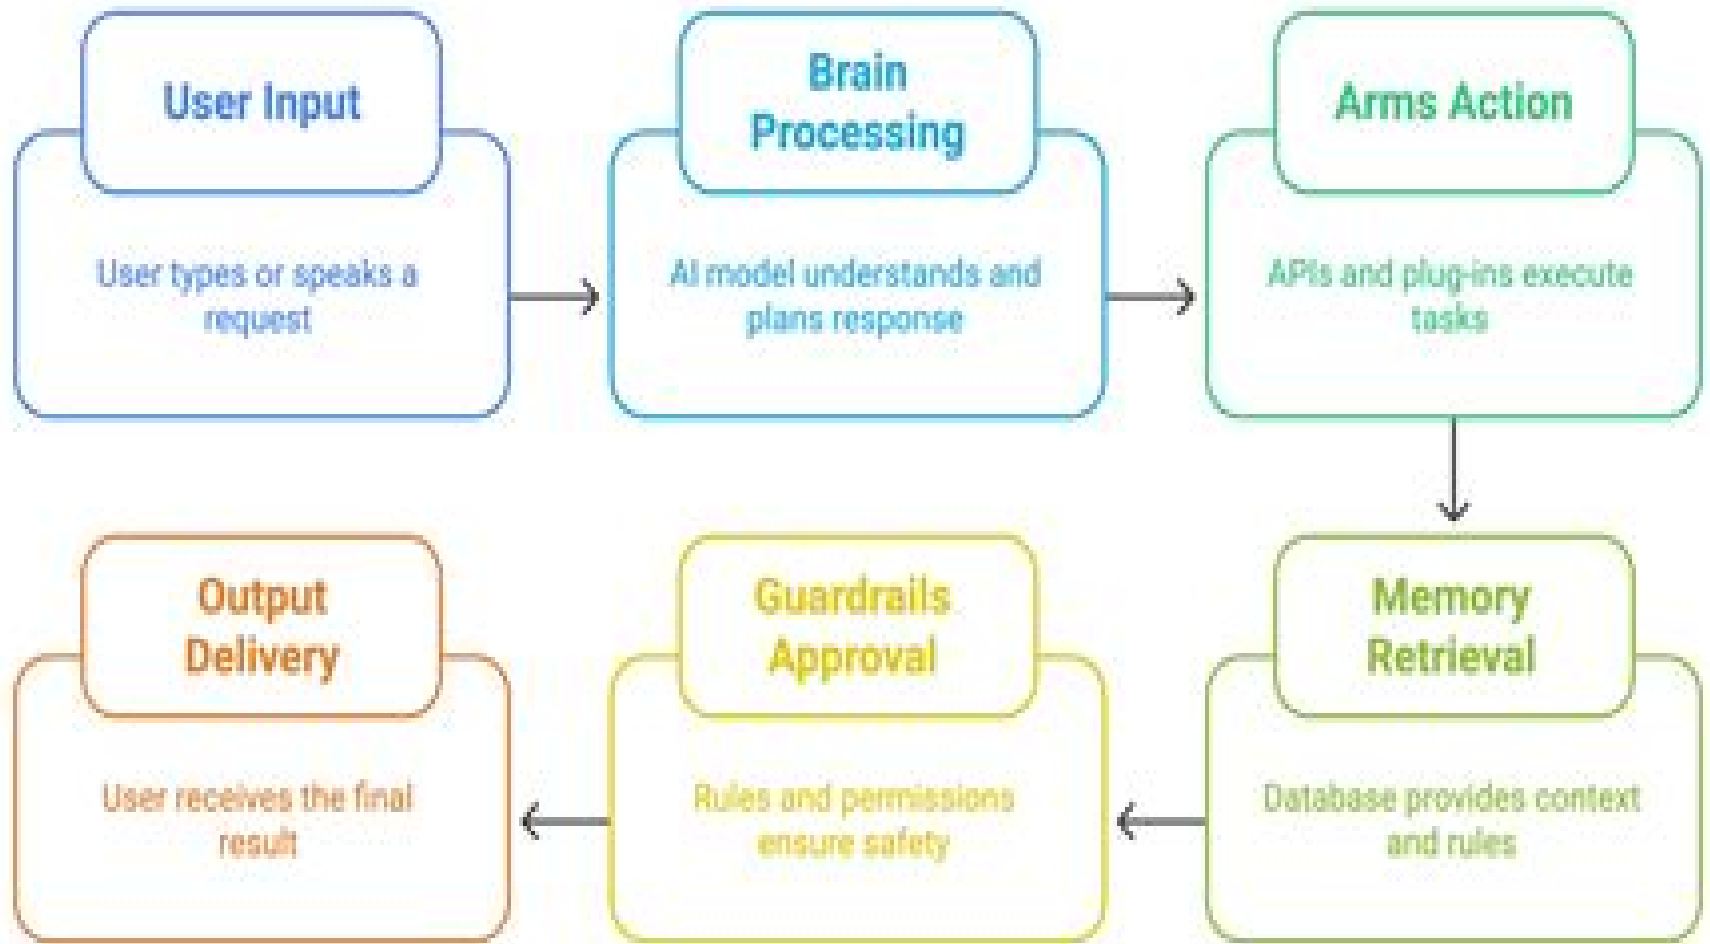 User Input
User types or speaks a
request
Brain
Processing
AI model understands and
plans response
Arms Action
APIs and plug-ins execute
tasks
Memory
Retrieval
Database provides context
and rules
Guardrails
Approval
Rules and permissions
ensure safety
Output
Delivery
User receives the final
result